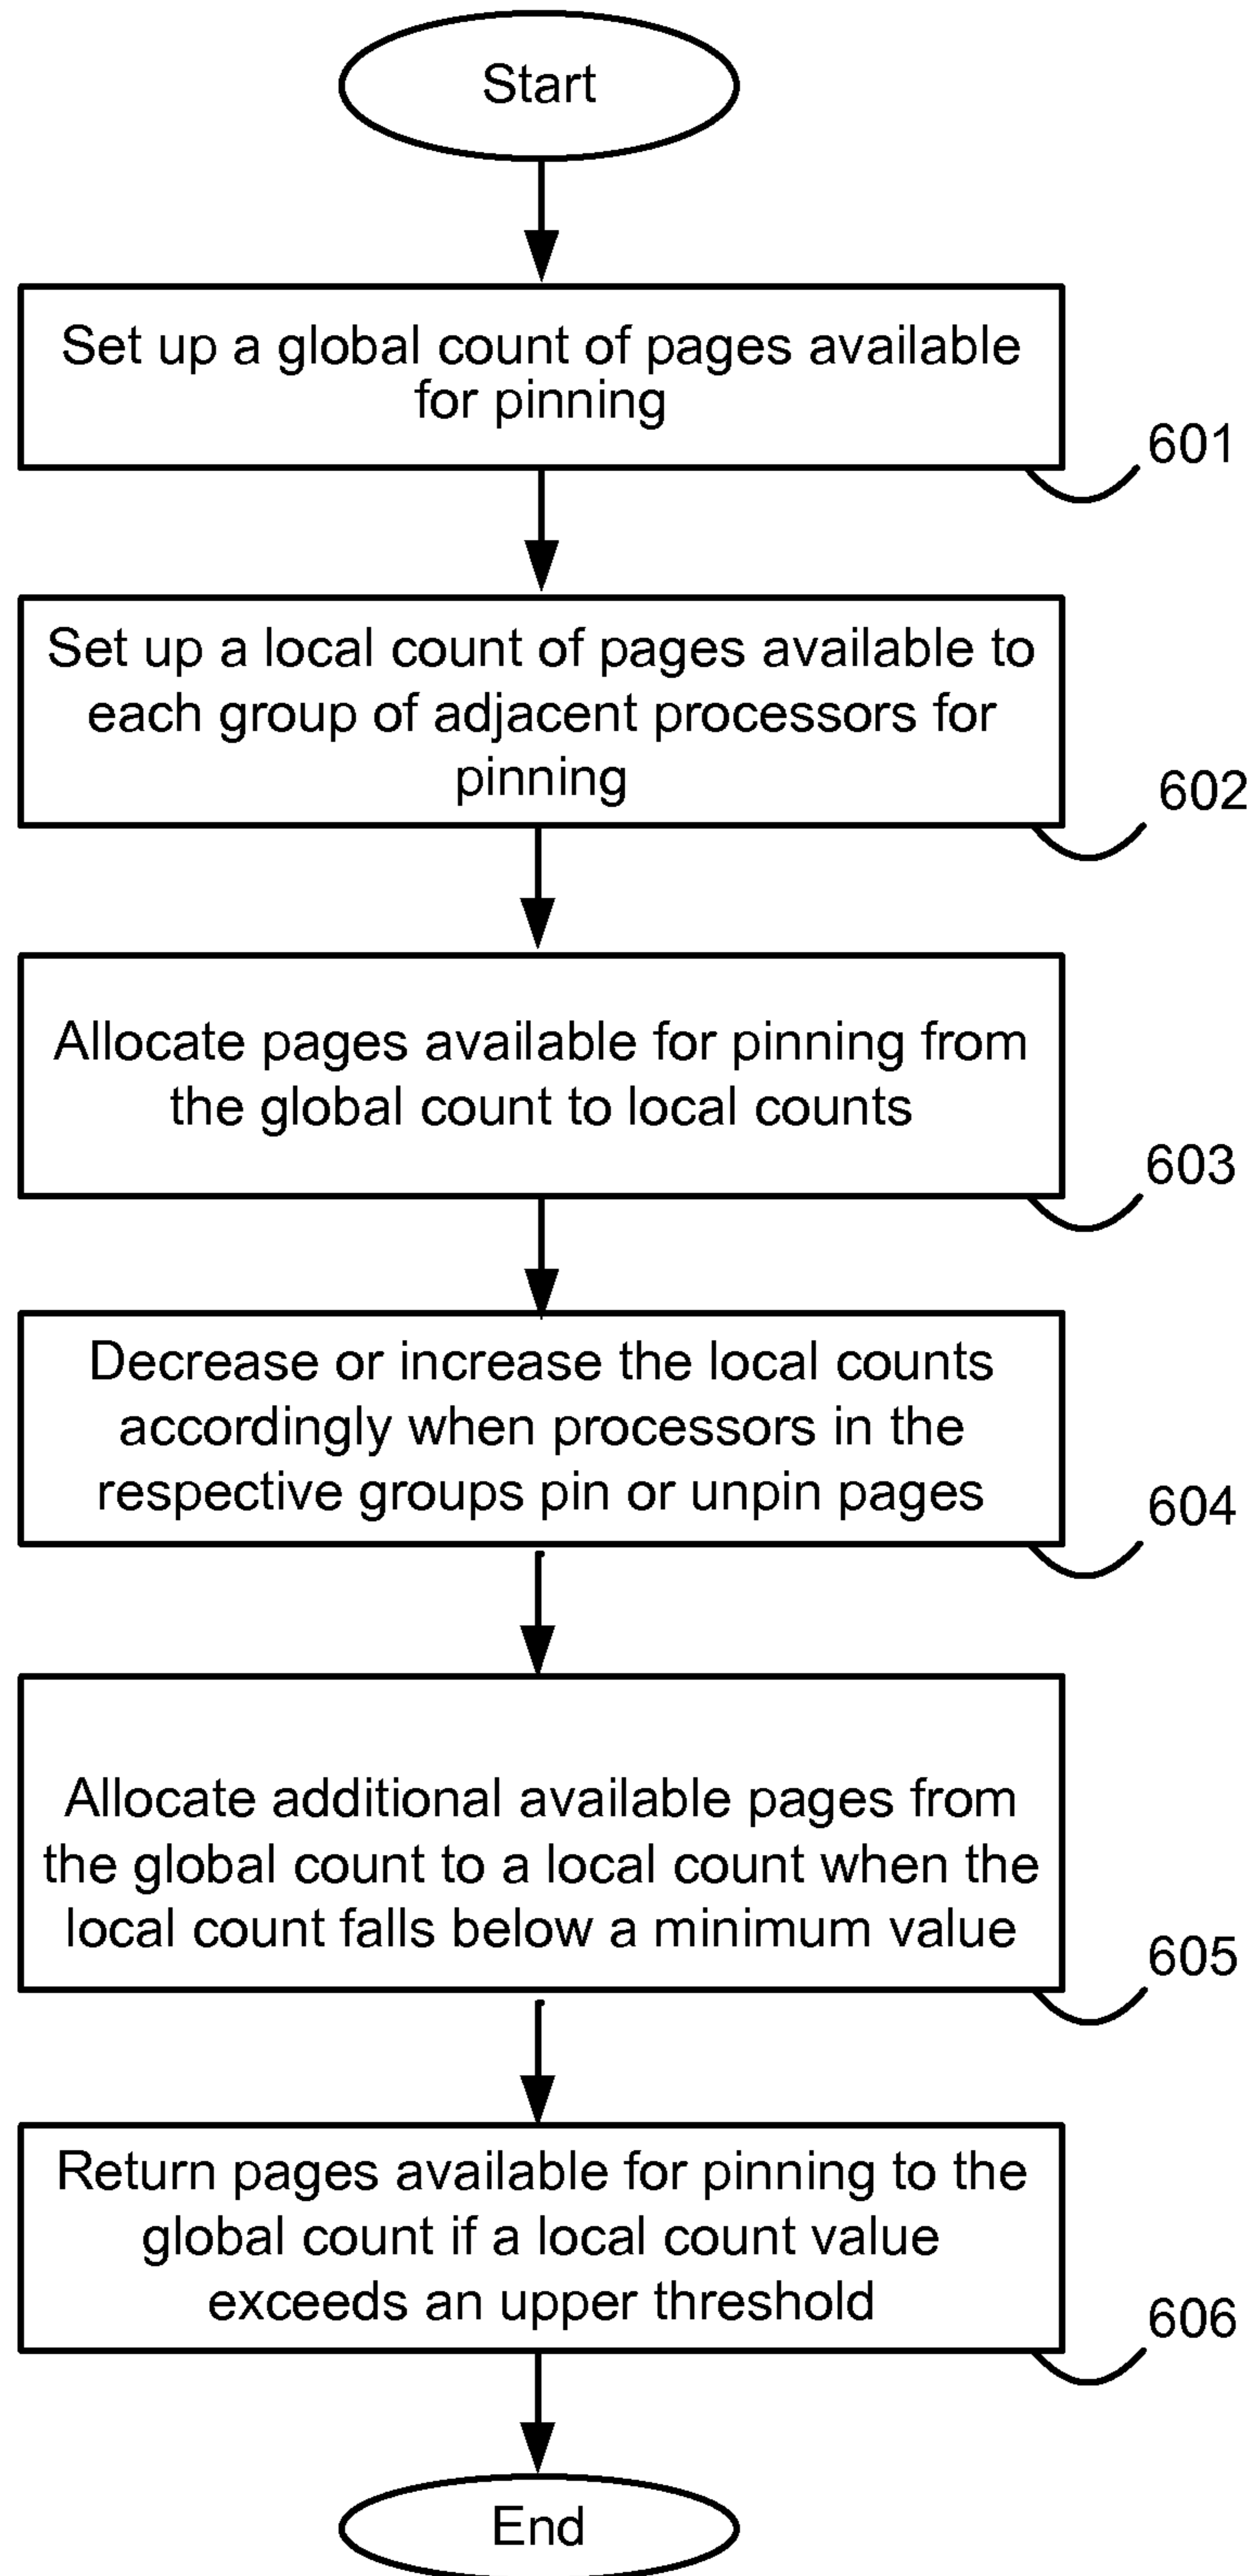 Start
Set up a global count of pages available
for pinning
601
Set up a local count of pages available to
each group of adjacent processors for
pinning
602
Allocate pages available for pinning from
the global count to local counts
603
Decrease or increase the local counts
accordingly when processors in the
respective groups pin or unpin pages
604
Allocate additional available pages from
the global count to a local count when the
local count falls below a minimum value
605
Return pages available for pinning to the
global count if a local count value
exceeds an upper threshold
606
End